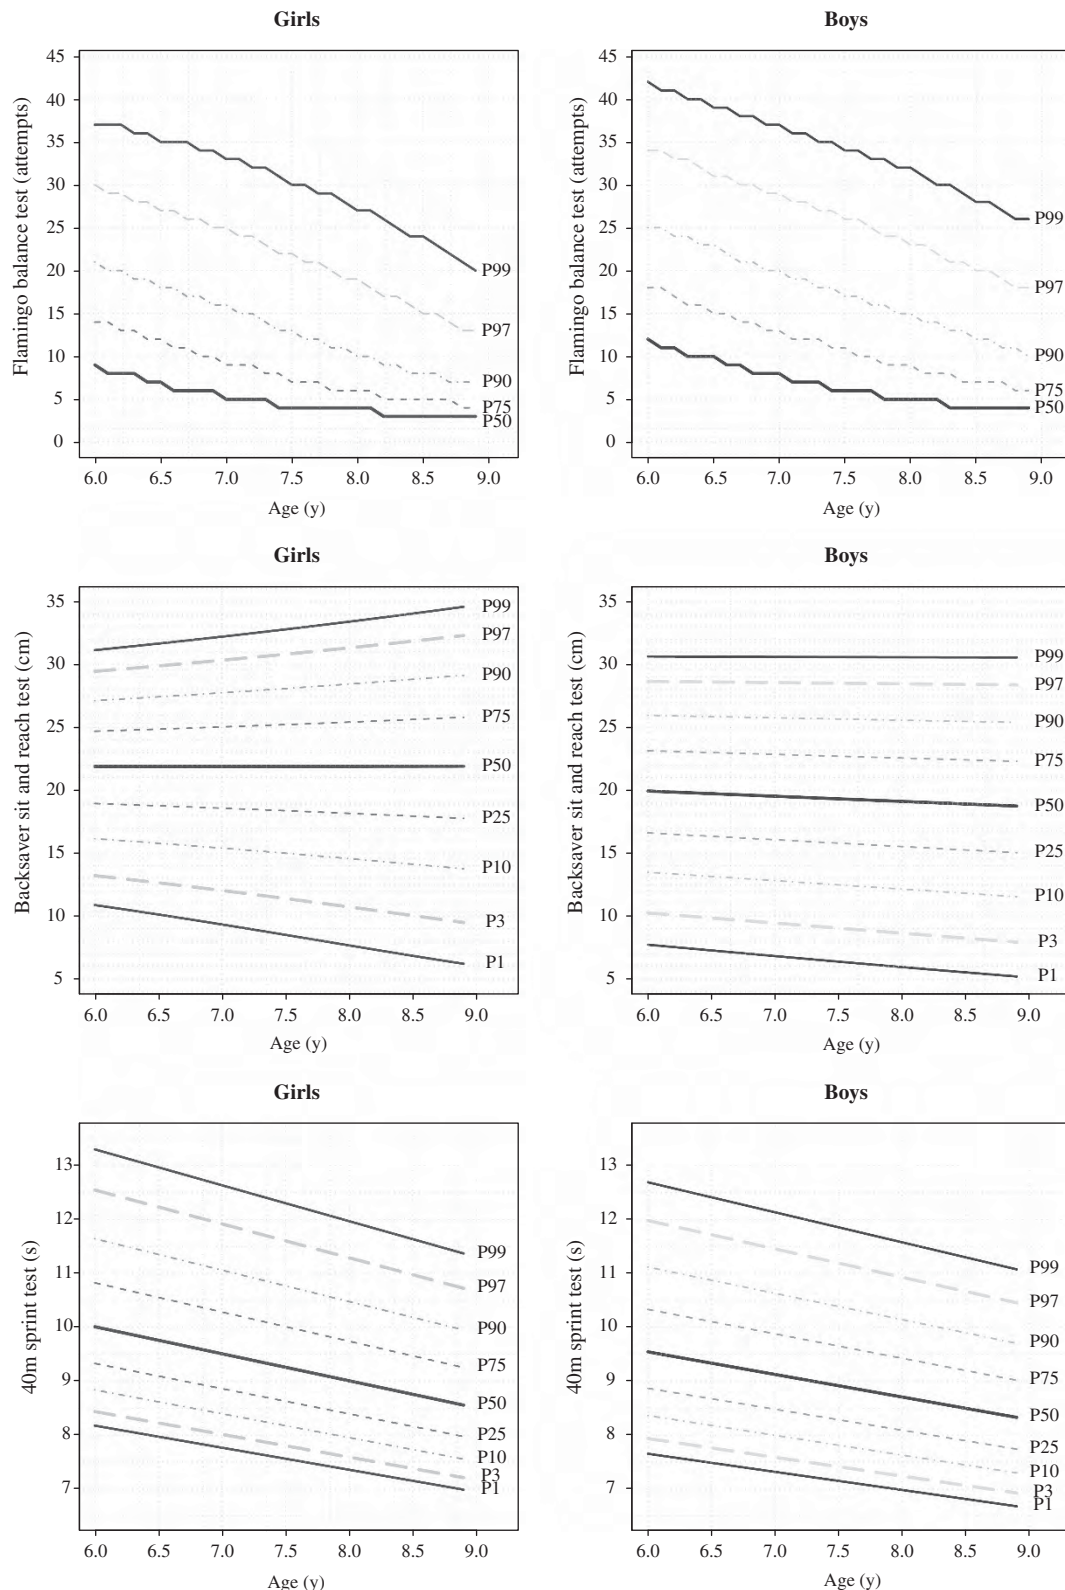 Girls
Flamingo balance test (attempts)
45
40
35
30
25
20
15
10
5
0
P99
P97
P90
P75
P50
6.0 6.5 7.0 7.5 8.0 8.5 9.0
Age (y)
Boys
Flamingo balance test (attempts)
45
40
35
30
25
20
15
10
5
0
P99
P97
P90
P75
P50
6.0 6.5 7.0 7.5 8.0 8.5 9.0
Age (y)
Girls
Backsaver sit and reach test (cm)
35
30
25
20
15
10
5
P99
P97
P90
P75
P50
P25
P10
P3
P1
6.0 6.5 7.0 7.5 8.0 8.5 9.0
Age (y)
Boys
Backsaver sit and reach test (cm)
35
30
25
20
15
10
5
P99
P97
P90
P75
P50
P25
P10
P3
P1
6.0 6.5 7.0 7.5 8.0 8.5 9.0
Age (y)
Girls
40m sprint test (s)
13
12
11
10
9
8
7
P99
P97
P90
P75
P50
P25
P10
P3
P1
6.0 6.5 7.0 7.5 8.0 8.5 9.0
Age (y)
Boys
40m sprint test (s)
13
12
11
10
9
8
7
P99
P97
P90
P75
P50
P25
P10
P3
P1
6.0 6.5 7.0 7.5 8.0 8.5 9.0
Age (y)